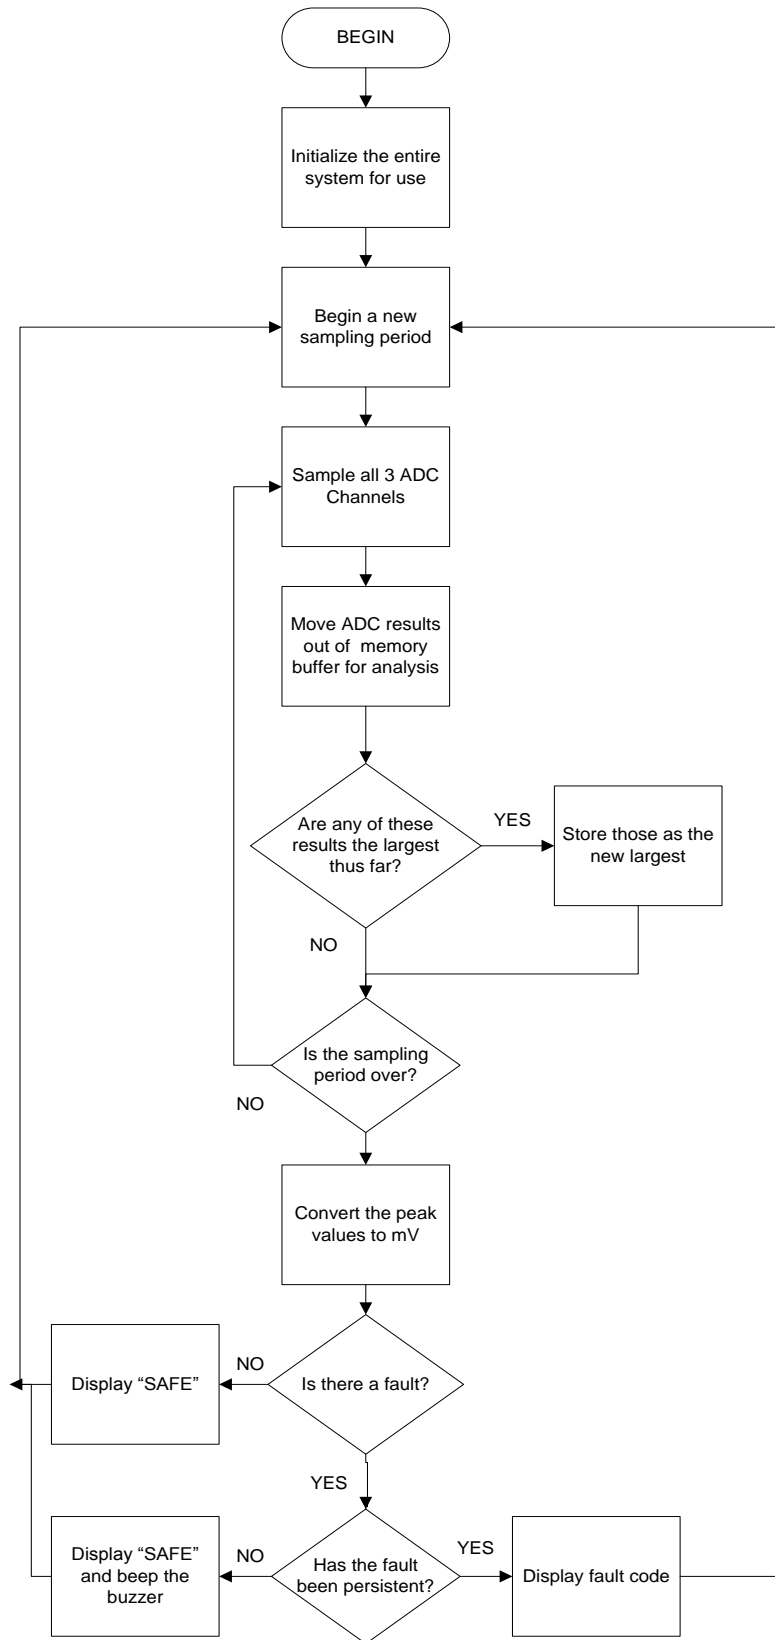 BEGIN
Initialize the entire
system for use
Begin a new
sampling period
Sample all 3 ADC
Channels
Move ADC results
out of memory
buffer for analysis
Are any of these
results the largest
thus far?
YES
Store those as the
new largest
NO
Is the sampling
period over?
NO
Convert the peak
values to mV
Display “SAFE”
NO
Is there a fault?
YES
Display “SAFE”
and beep the
buzzer
NO
Has the fault
been persistent?
YES
Display fault code